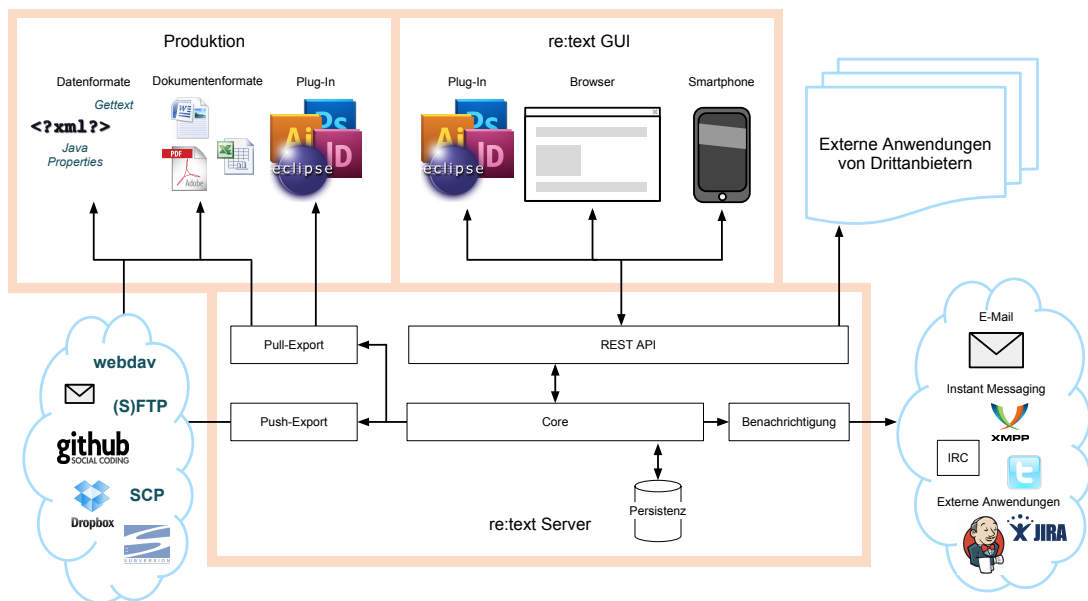 Produktion
Datenformate
Gettext
<?xml?>
Java
Properties
Dokumentenformate
W
PDF
Adobe
X
a,
Plug-In
Ai
Ps
ID
eclipse
re:text GUI
Plug-In
Ai
Ps
ID
eclipse
Browser
x
Smartphone
Externe Anwendungen
von Drittanbietern
Pull-Export
REST API
Push-Export
Core
Benachrichtigung
Persistenz
re:text Server
webdav
(S)FTP
github
SOCIAL CODING
SCP
Dropbox
SUBVERSION
E-Mail
Instant Messaging
XMPP
IRC
t
Externe Anwendungen
JIRA